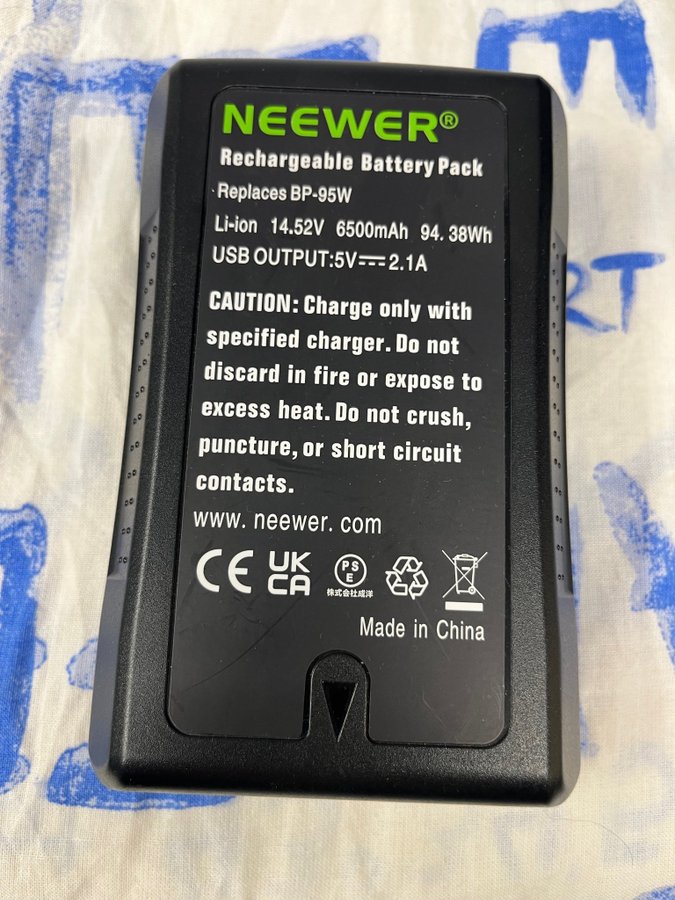 NEEWER®
Rechargeable Battery Pack
Replaces BP-95W
Li-ion 14.52V 6500mAh 94.38Wh
USB OUTPUT:5V⎓2.1A
CAUTION: Charge only with
specified charger. Do not
discard in fire or expose to
excess heat. Do not crush,
puncture, or short circuit
contacts.
www.neewer.com
CE UK CA PS E
株式会社成洋
Made in China
RT